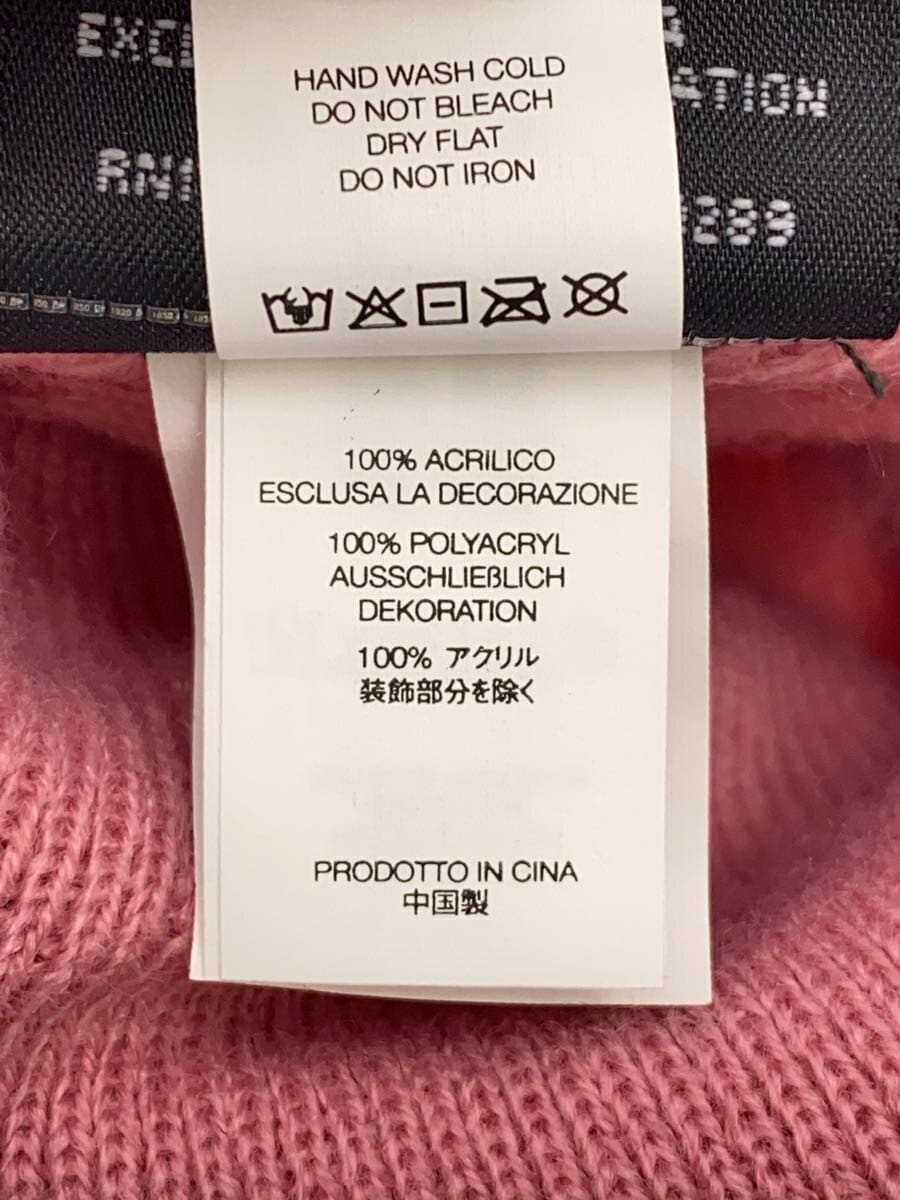 HAND WASH COLD
DO NOT BLEACH
DRY FLAT
DO NOT IRON
100% ACRILICO
ESCLUSA LA DECORAZIONE
100% POLYACRYL
AUSSCHLIEßLICH
DEKORATION
100% アクリル
装飾部分を除く
PRODOTTO IN CINA
中国製